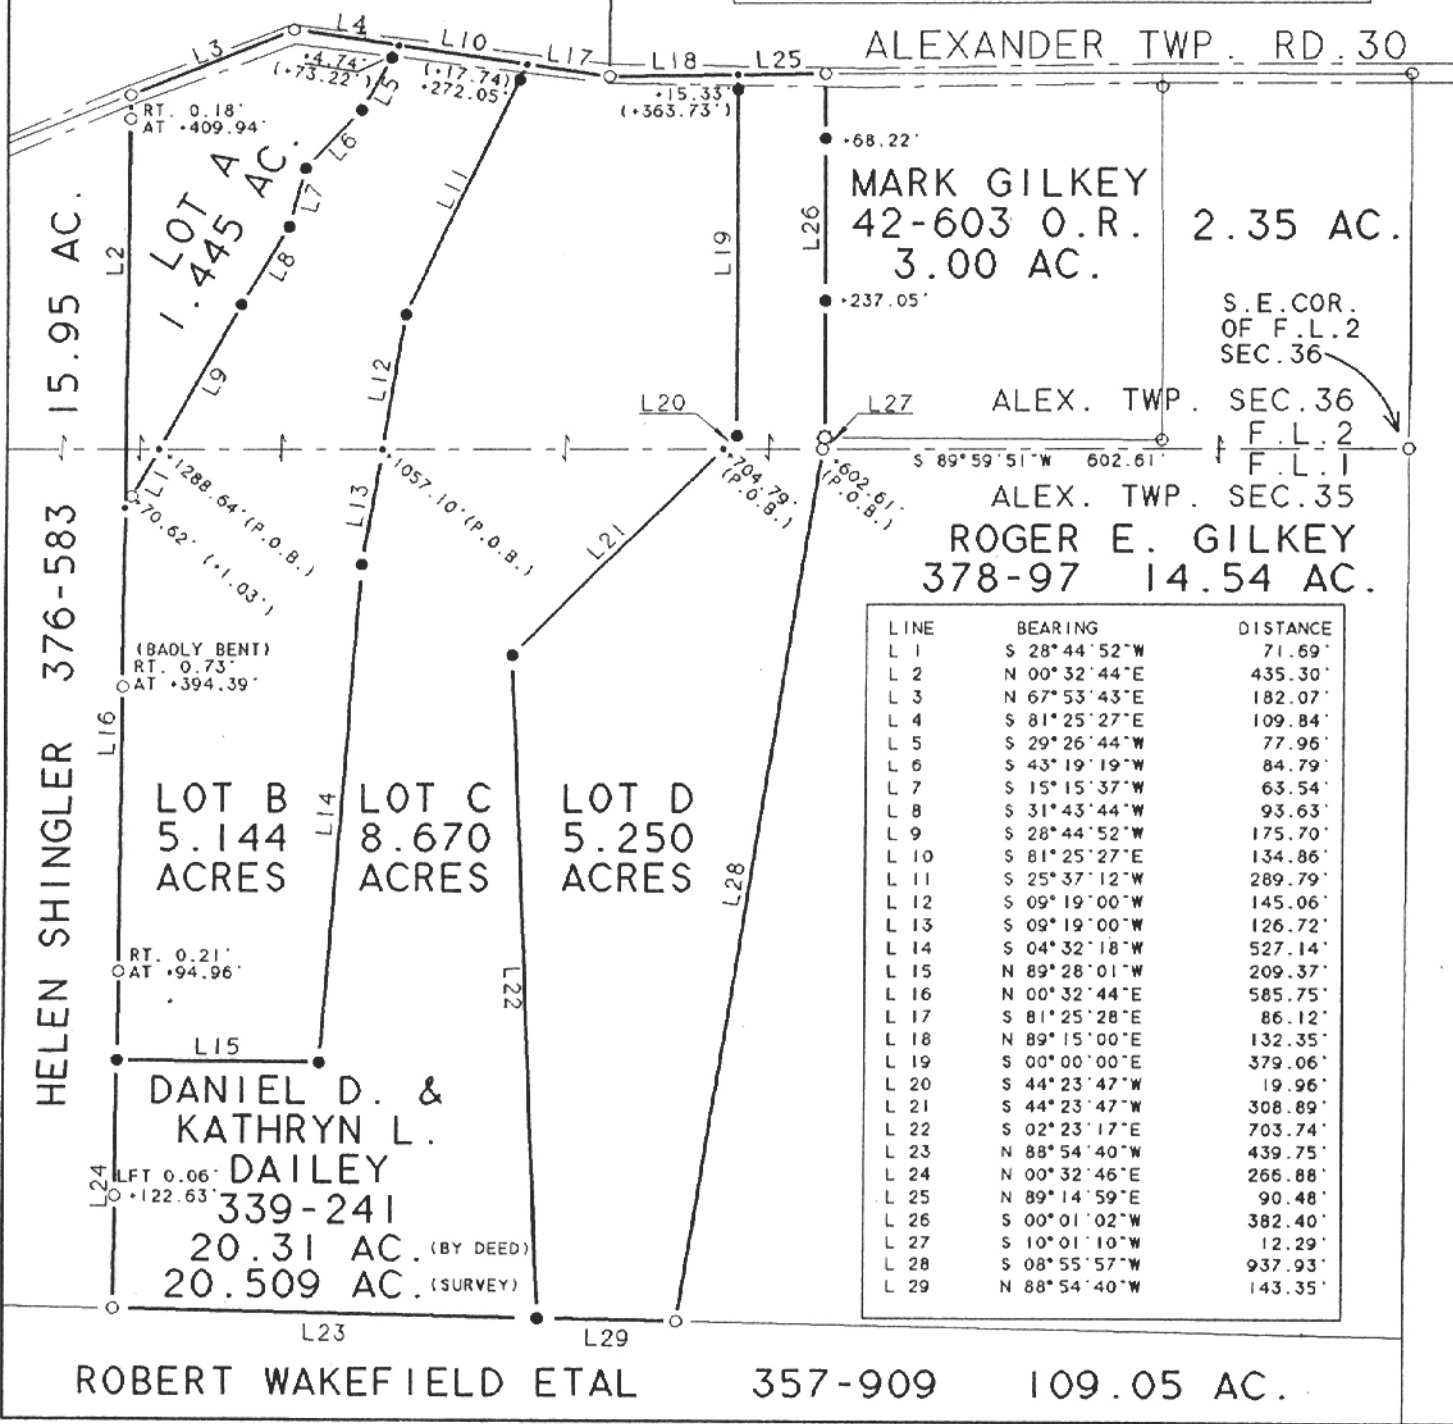 ALEXANDER TWP. RD.30
L3
L4
L10
L17
L18
L25
+4.74'
(+73.22')
L5
(+17.74)
+272.05'
+15.33'
(+363.73')
RT. 0.18'
AT +409.94'
L6
+68.22'
LOT A
1.445 AC.
L7
L11
MARK GILKEY
42-603 O.R.
3.00 AC.
2.35 AC.
L2
L8
L19
L26
+237.05'
S.E.COR.
OF F.L.2
SEC.36
15.95 AC.
L9
L12
L20
L27
ALEX. TWP. SEC.36
F.L.2
S 89°59'51"W 602.61'
F.L.1
ALEX. TWP. SEC.35
L1
+1288.64' (P.O.B.)
+1057.10' (P.O.B.)
+704.79'
(P.O.B.)
+602.61'
(P.O.B.)
+70.62' (+1.03')
L13
L21
ROGER E. GILKEY
378-97 14.54 AC.
HELEN SHINGLER 376-583
(BADLY BENT)
RT. 0.73'
AT +394.39'
L16
LOT B
5.144
ACRES
L14
LOT C
8.670
ACRES
LOT D
5.250
ACRES
L28
RT. 0.21'
AT +94.96'
L22
L15
DANIEL D. &
KATHRYN L.
DAILEY
339-241
20.31 AC. (BY DEED)
20.509 AC. (SURVEY)
L24
LFT 0.06'
+122.63'
L23
L29
LINE BEARING DISTANCE
L 1 S 28°44'52"W 71.69'
L 2 N 00°32'44"E 435.30'
L 3 N 67°53'43"E 182.07'
L 4 S 81°25'27"E 109.84'
L 5 S 29°26'44"W 77.96'
L 6 S 43°19'19"W 84.79'
L 7 S 15°15'37"W 63.54'
L 8 S 31°43'44"W 93.63'
L 9 S 28°44'52"W 175.70'
L 10 S 81°25'27"E 134.86'
L 11 S 25°37'12"W 289.79'
L 12 S 09°19'00"W 145.06'
L 13 S 09°19'00"W 126.72'
L 14 S 04°32'18"W 527.14'
L 15 N 89°28'01"W 209.37'
L 16 N 00°32'44"E 585.75'
L 17 S 81°25'28"E 86.12'
L 18 N 89°15'00"E 132.35'
L 19 S 00°00'00"E 379.06'
L 20 S 44°23'47"W 19.96'
L 21 S 44°23'47"W 308.89'
L 22 S 02°23'17"E 703.74'
L 23 N 88°54'40"W 439.75'
L 24 N 00°32'46"E 266.88'
L 25 N 89°14'59"E 90.48'
L 26 S 00°01'02"W 382.40'
L 27 S 10°01'10"W 12.29'
L 28 S 08°55'57"W 937.93'
L 29 N 88°54'40"W 143.35'
ROBERT WAKEFIELD ETAL 357-909 109.05 AC.